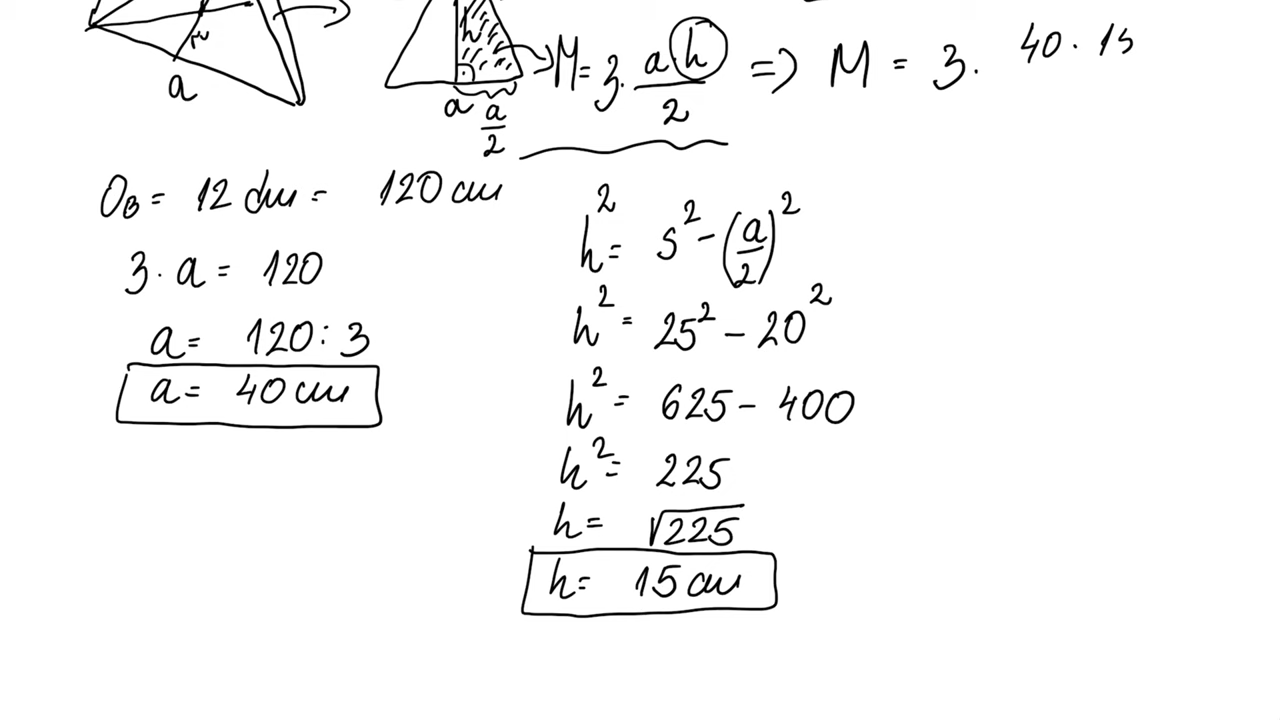 M = 3 · a·h/2 => M = 3 · 40 · 15
r
a
h
a
a/2
O_B = 12 dm = 120 cm
3 · a = 120
a = 120 : 3
a = 40 cm
h² = s² − (a/2)²
h² = 25² − 20²
h² = 625 − 400
h² = 225
h = √225
h = 15 cm